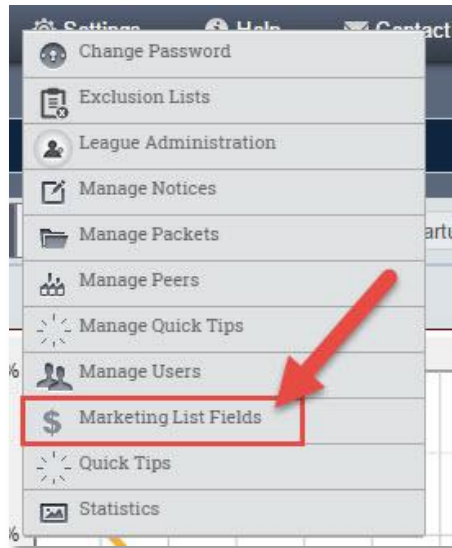 Settings Help Contact
Change Password
Exclusion Lists
League Administration
Manage Notices
Manage Packets
artu
Manage Peers
Manage Quick Tips
%
Manage Users
$ Marketing List Fields
Quick Tips
Statistics
%